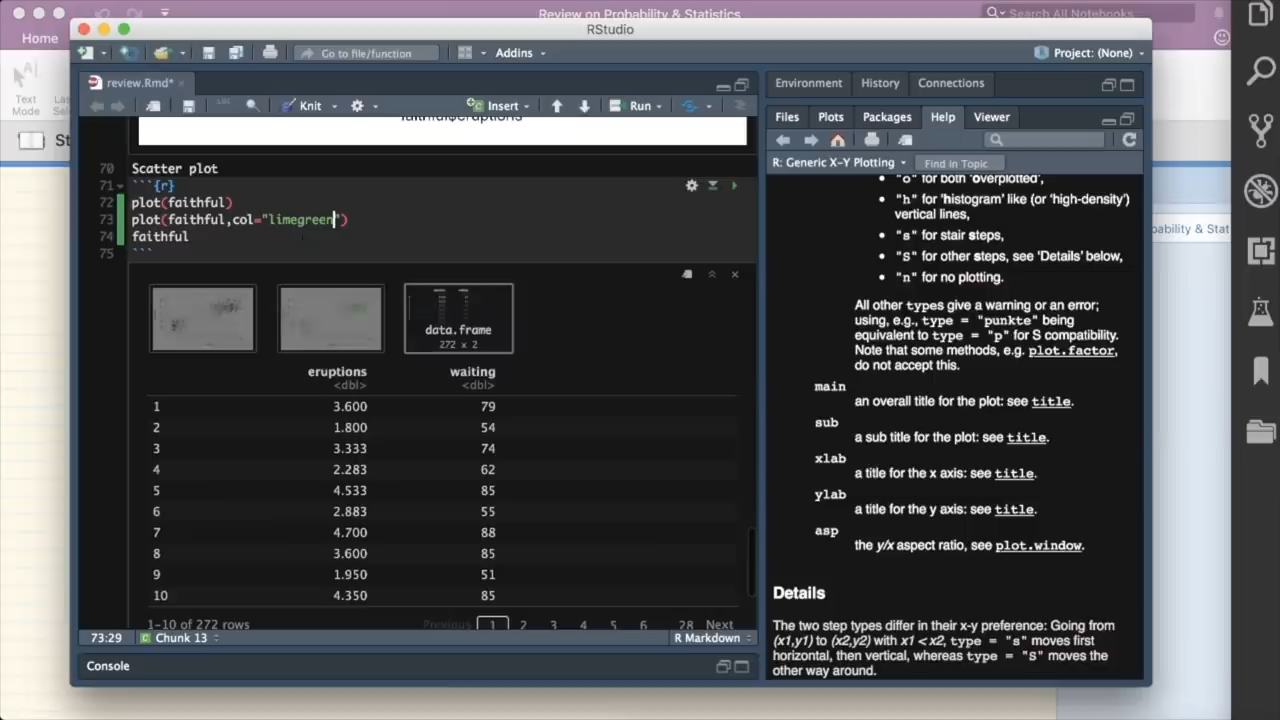 Review on Probability & Statistics
Search All Notebooks
Home
RStudio
Go to file/function
Addins
Project: (None)
Text
Mode
review.Rmd*
Environment
History
Connections
Knit
Insert
Run
Files
Plots
Packages
Help
Viewer
R: Generic X-Y Plotting
Find in Topic
faithful$eruptions
70 Scatter plot
71 ```{r}
72 plot(faithful)
73 plot(faithful,col="limegreen")
74 faithful
75 ```
data.frame
272 x 2
eruptions waiting
<dbl> <dbl>
1 3.600 79
2 1.800 54
3 3.333 74
4 2.283 62
5 4.533 85
6 2.883 55
7 4.700 88
8 3.600 85
9 1.950 51
10 4.350 85
1-10 of 272 rows
Previous 1 2 3 4 5 6 28 Next
73:29 Chunk 13 R Markdown
Console
"o" for both 'overplotted',
"h" for 'histogram' like (or 'high-density')
vertical lines,
"s" for stair steps,
"S" for other steps, see 'Details' below,
"n" for no plotting.
All other types give a warning or an error;
using, e.g., type = "punkte" being
equivalent to type = "p" for S compatibility.
Note that some methods, e.g. plot.factor,
do not accept this.
main
an overall title for the plot: see title.
sub
a sub title for the plot: see title.
xlab
a title for the x axis: see title.
ylab
a title for the y axis: see title.
asp
the y/x aspect ratio, see plot.window.
Details
The two step types differ in their x-y preference: Going from
(x1,y1) to (x2,y2) with x1 < x2, type = "s" moves first
horizontal, then vertical, whereas type = "S" moves the
other way around.